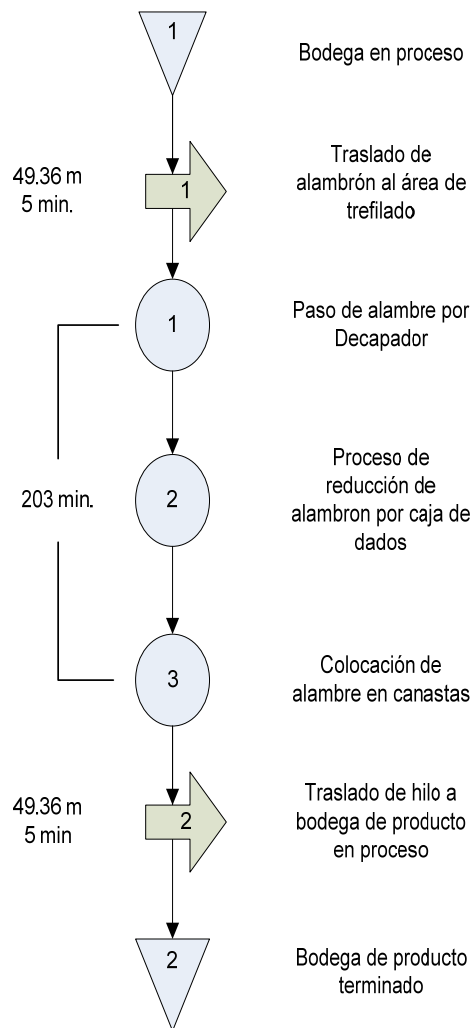 1
Bodega en proceso
49.36 m
5 min.
1
Traslado de
alambrón al área de
trefilado
1
Paso de alambre por
Decapador
203 min.
2
Proceso de
reducción de
alambron por caja de
dados
3
Colocación de
alambre en canastas
49.36 m
5 min
2
Traslado de hilo a
bodega de producto
en proceso
2
Bodega de producto
terminado